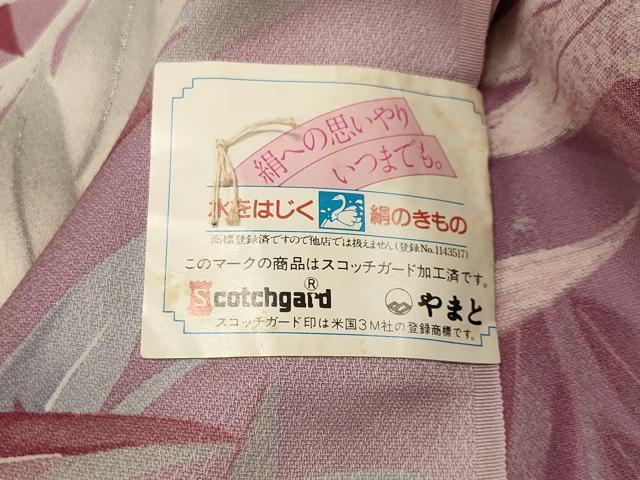 絹への思いやり
いつまでも。
水をはじく 絹のきもの
商標登録済ですので他店では扱えません(登録No.1143517)
このマークの商品はスコッチガード加工済です。
Scotchgard® やまと
スコッチガード印は米国3M社の登録商標です。